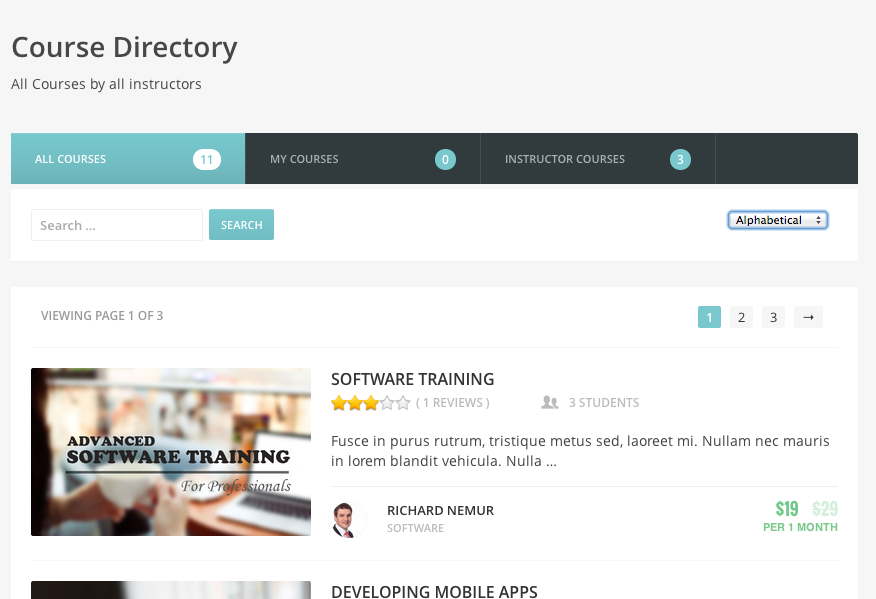 Course Directory
All Courses by all instructors
ALL COURSES 11 MY COURSES 0 INSTRUCTOR COURSES 3
Search ... SEARCH Alphabetical
VIEWING PAGE 1 OF 3 1 2 3 →
SOFTWARE TRAINING
( 1 REVIEWS ) 3 STUDENTS
ADVANCED
SOFTWARE TRAINING
For Professionals
Fusce in purus rutrum, tristique metus sed, laoreet mi. Nullam nec mauris
in lorem blandit vehicula. Nulla ...
RICHARD NEMUR
SOFTWARE
$19 $29
PER 1 MONTH
DEVELOPING MOBILE APPS